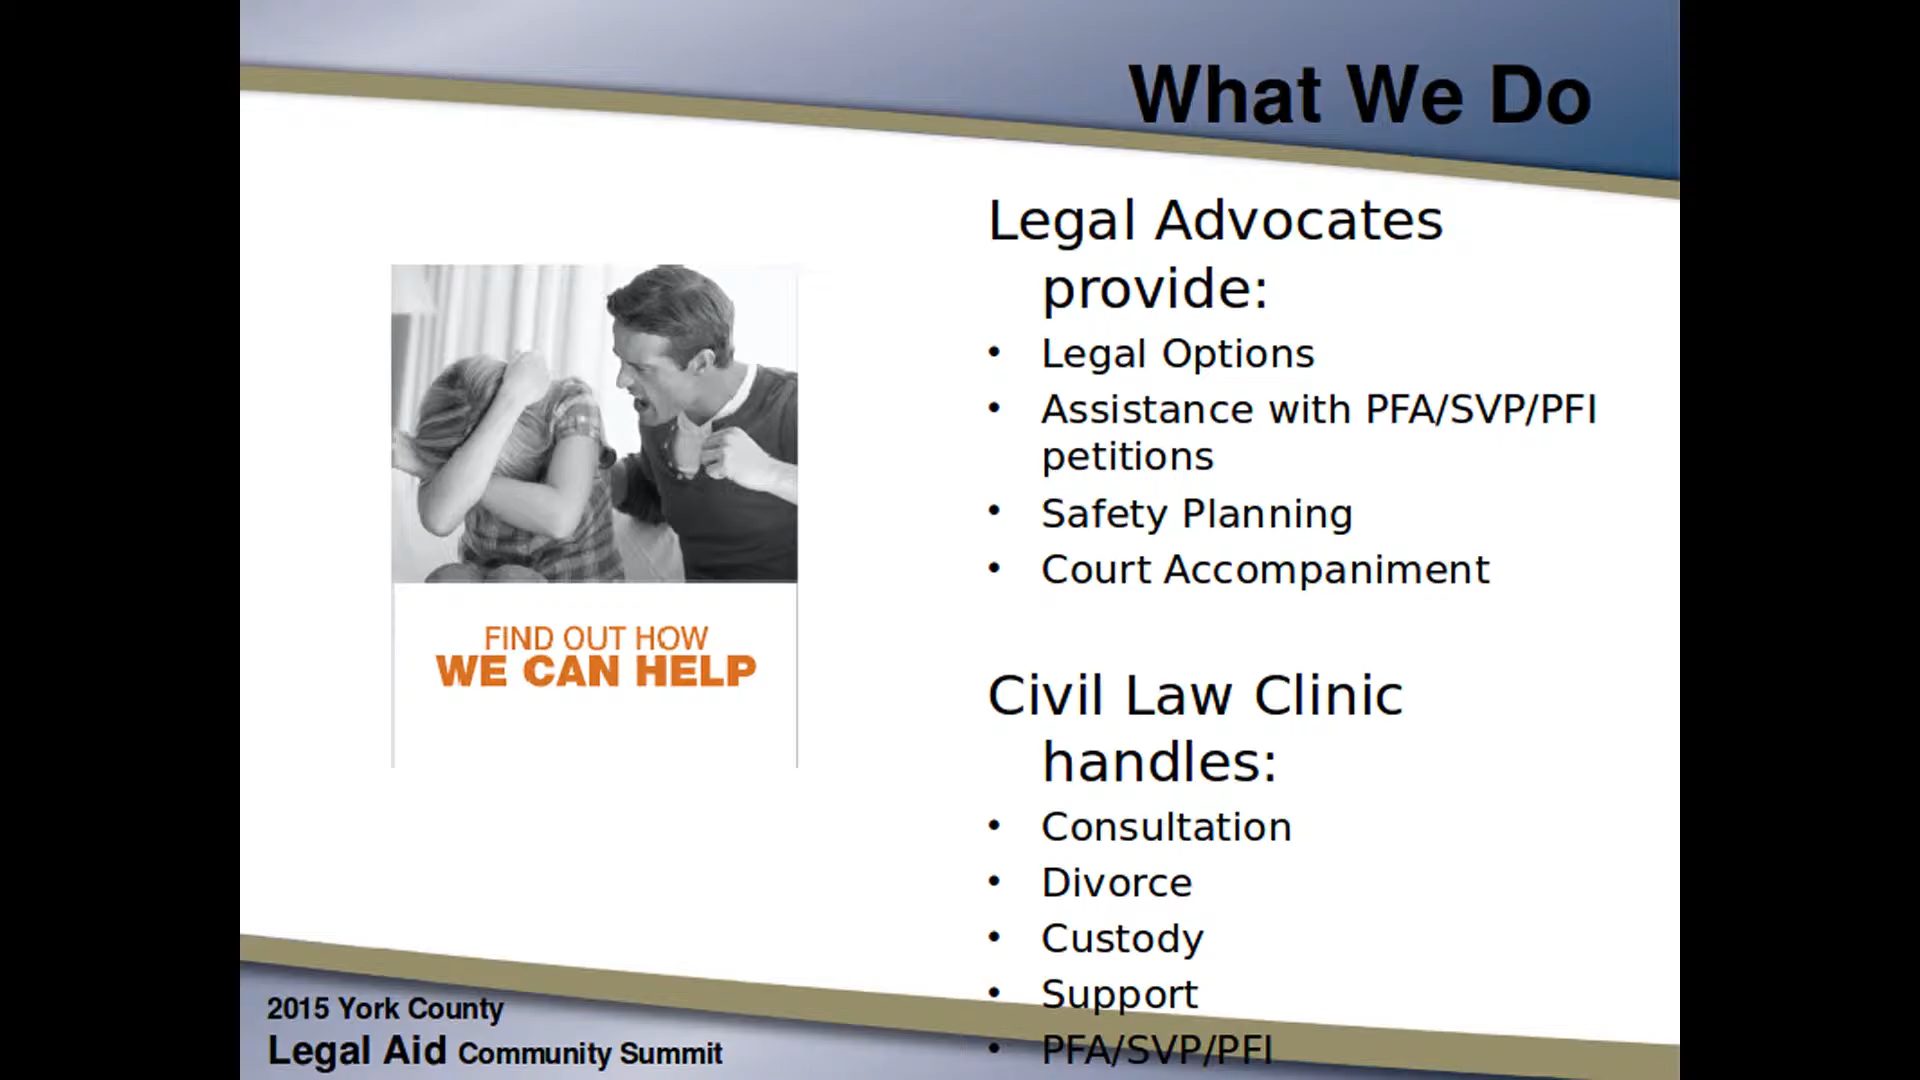 What We Do
Legal Advocates
provide:
• Legal Options
• Assistance with PFA/SVP/PFI
petitions
• Safety Planning
• Court Accompaniment
Civil Law Clinic
handles:
• Consultation
• Divorce
• Custody
• Support
• PFA/SVP/PFI
FIND OUT HOW
WE CAN HELP
2015 York County
Legal Aid Community Summit